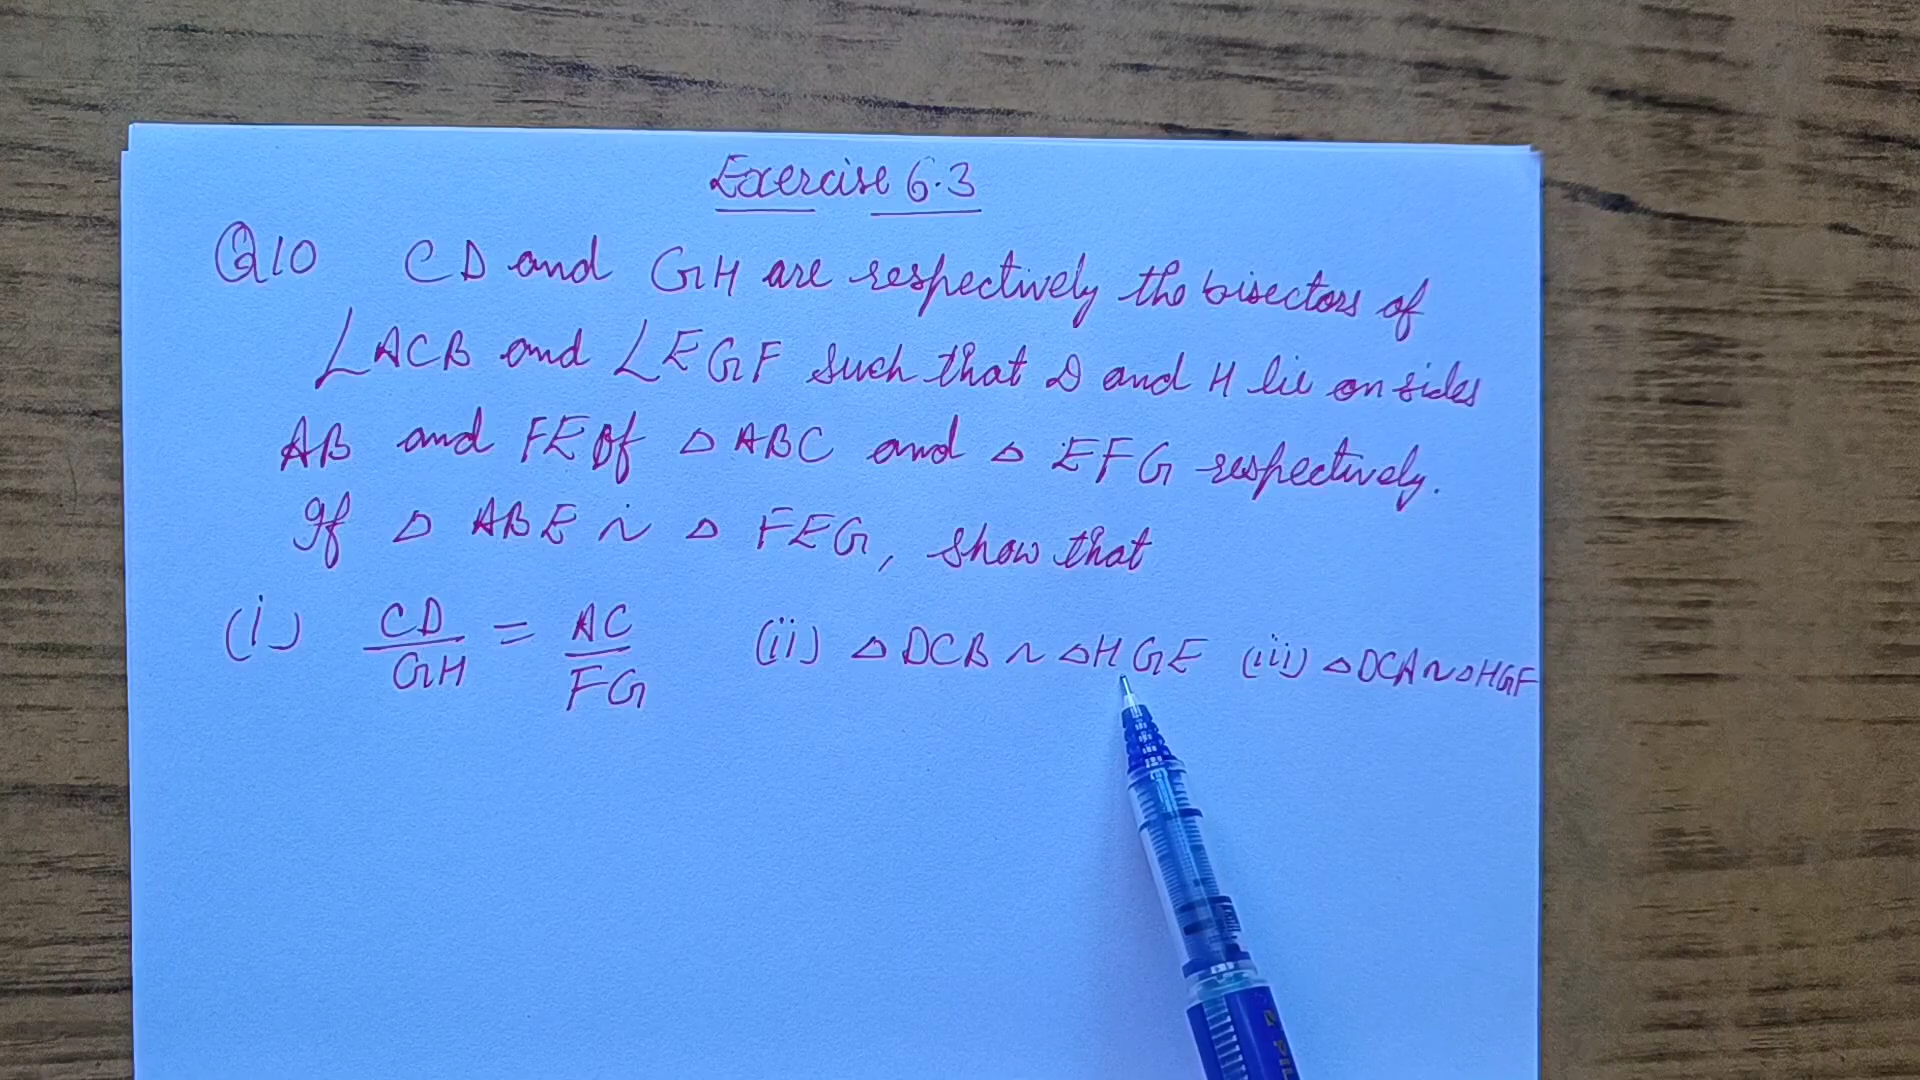 Exercise 6.3
Q10 CD and GH are respectively the bisectors of
∠ACB and ∠EGF such that D and H lie on sides
AB and FE of △ ABC and △ EFG respectively.
If △ ABE ~ △ FEG, show that
(i) CD/GH = AC/FG (ii) △DCB ~ △HGE (iii) △DCA ~ △HGF